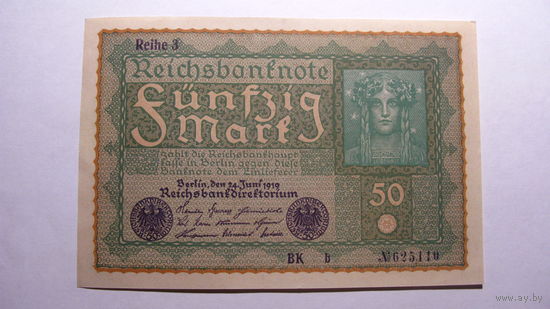 Reihe 3
Reichsbanknote
Fünfzig
Mark
zahlt die Reichsbankhaupt
kasse in Berlin gegen diese
Banknote dem Einlieferer
Berlin, den 24. Juni 1919
Reichsbankdirektorium
50
BK b
№625110
ay.by